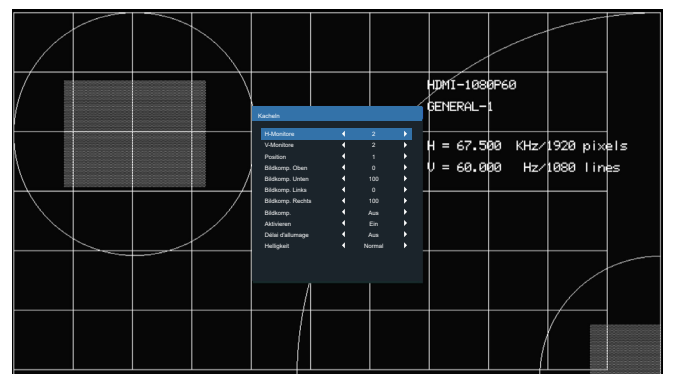 HDMI-1080P60
GENERAL-1
H = 67.500 KHz/1920 pixels
V = 60.000 Hz/1080 lines
Kacheln
H-Monitore 2
V-Monitore 2
Position 1
Bildkomp. Oben 0
Bildkomp. Unten 100
Bildkomp. Links 0
Bildkomp. Rechts 100
Bildkomp. Aus
Aktivieren Ein
Délai d'allumage Aus
Helligkeit Normal